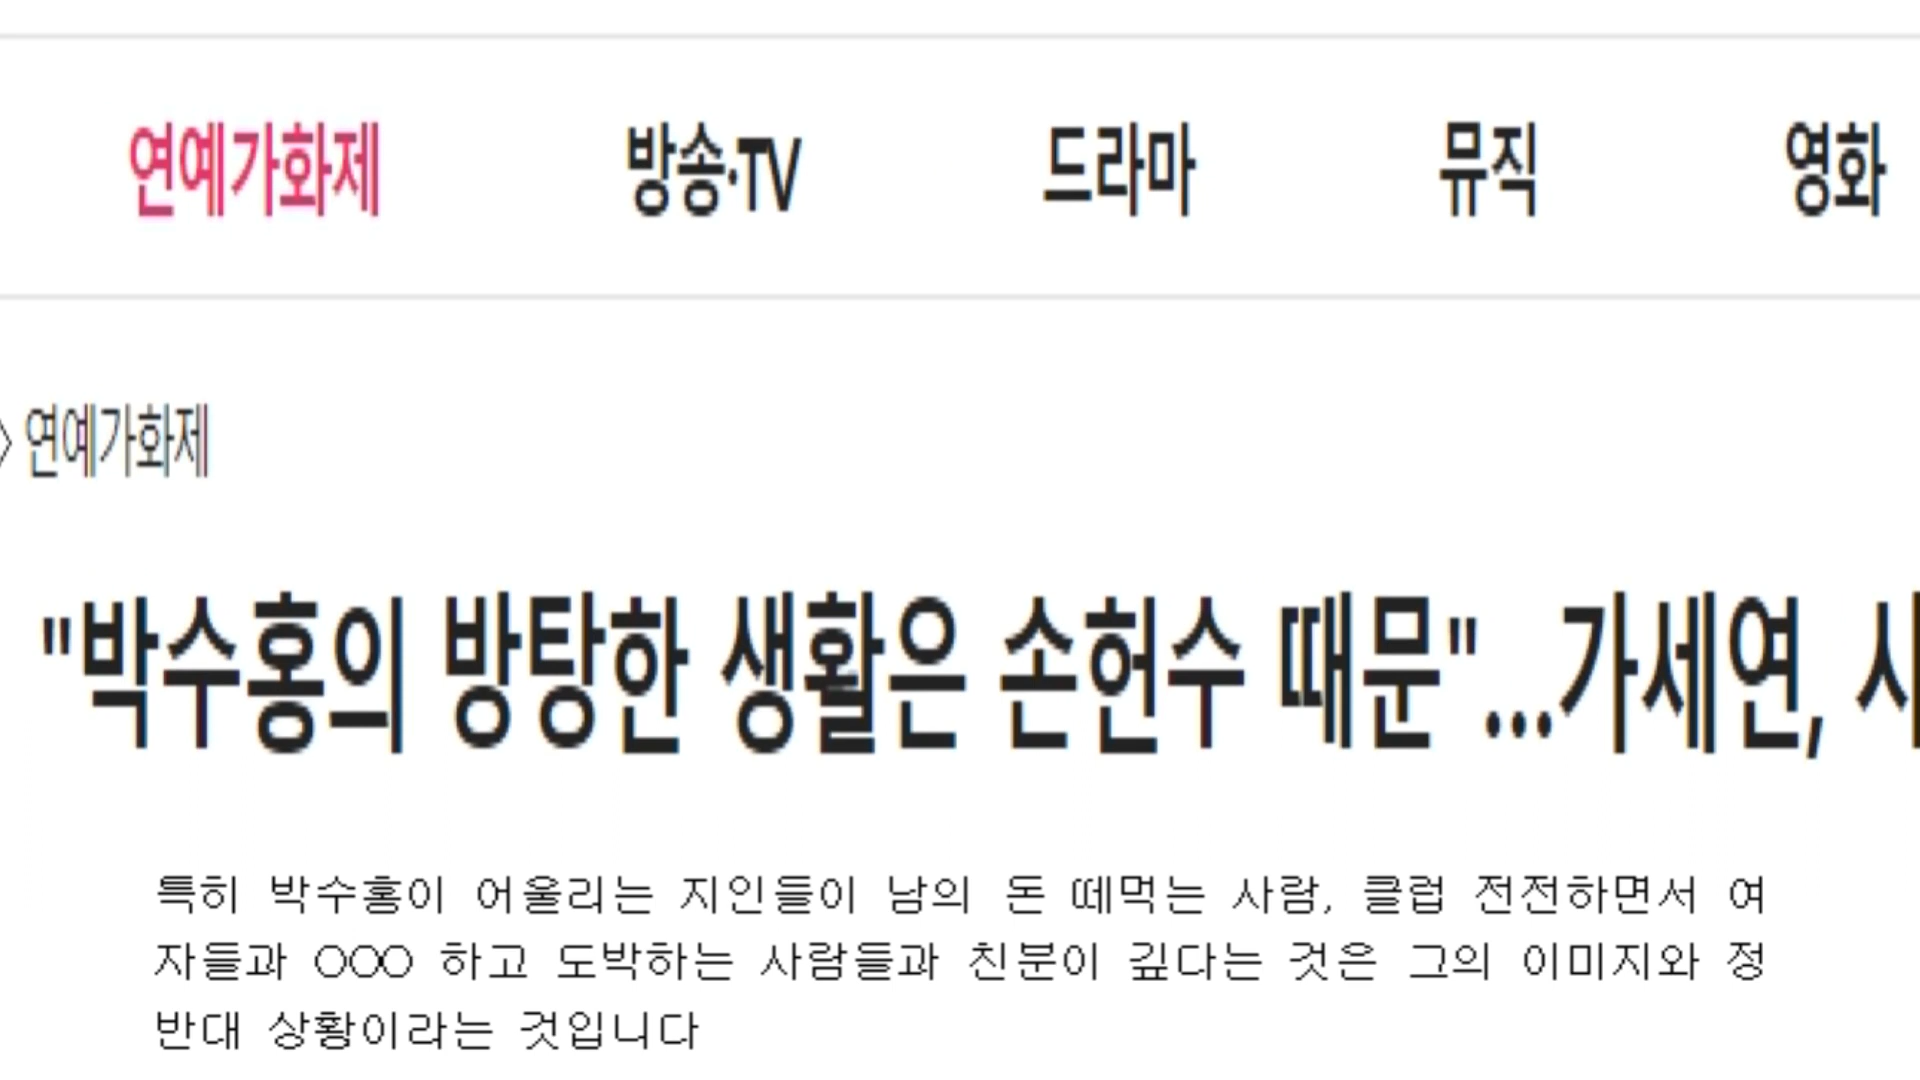 연예가화제 방송·TV 드라마 뮤직 영화
> 연예가화제
"박수홍의 방탕한 생활은 손헌수 때문"...가세연,
특히 박수홍이 어울리는 지인들이 남의 돈 떼먹는 사람, 클럽 전전하면서 여
자들과 OOO 하고 도박하는 사람들과 친분이 깊다는 것은 그의 이미지와 정
반대 상황이라는 것입니다